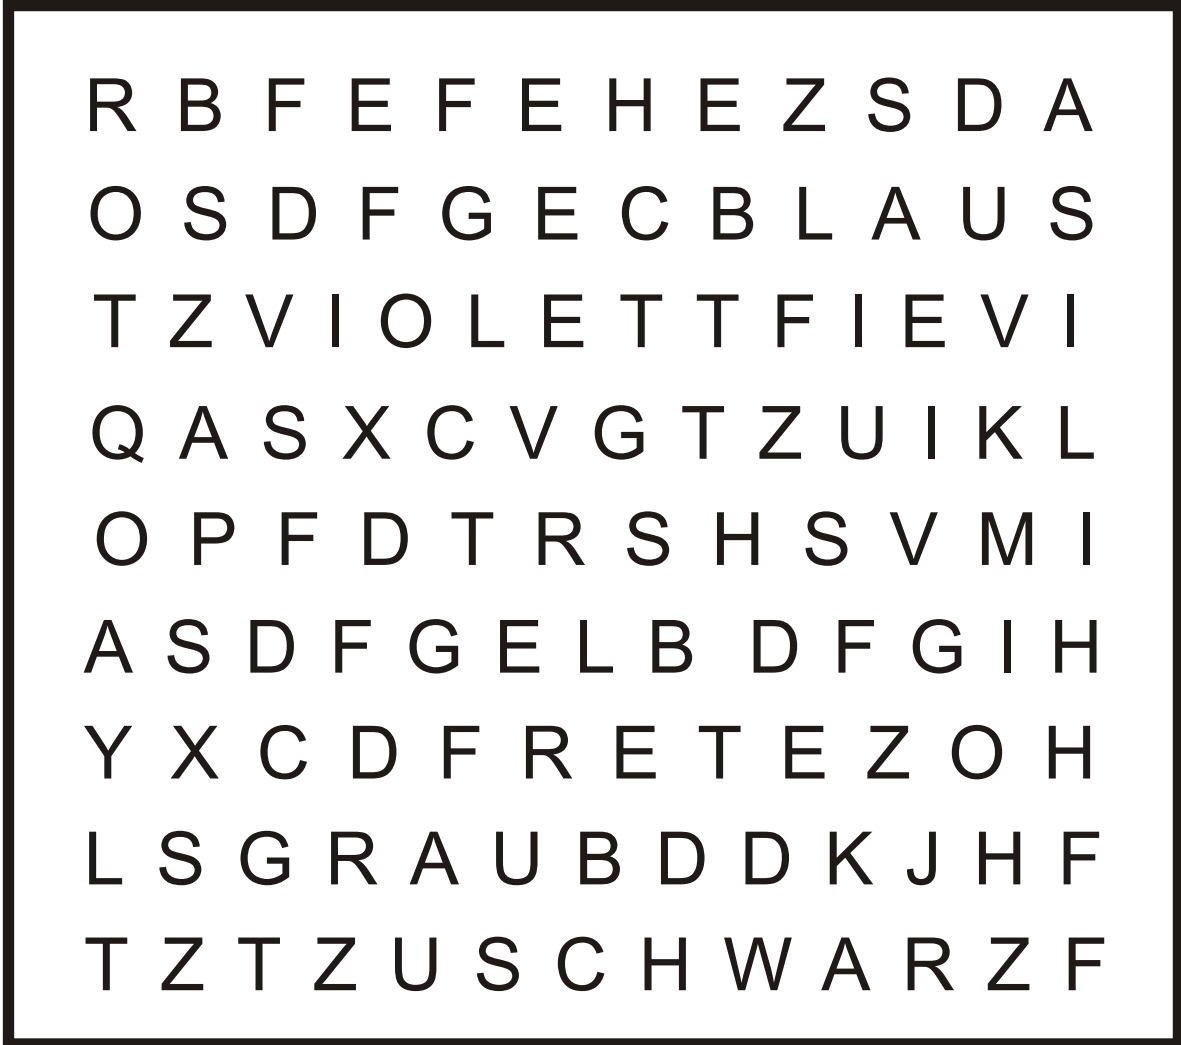 R B F E F E H E Z S D A
O S D F G E C B L A U S
T Z V I O L E T T F I E V I
Q A S X C V G T Z U I K L
O P F D T R S H S V M I
A S D F G E L B D F G I H
Y X C D F R E T E Z O H
L S G R A U B D D K J H F
T Z T Z U S C H W A R Z F